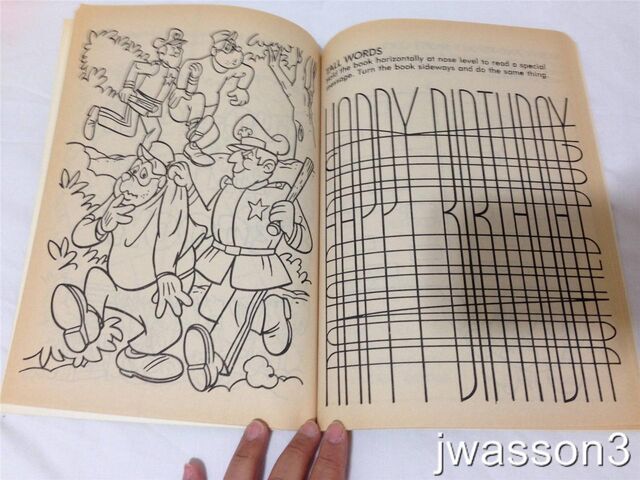 TALL WORDS
Hold the book horizontally at nose level to read a special
message. Turn the book sideways and do the same thing.
HAPPY BIRTHDAY
jwasson3